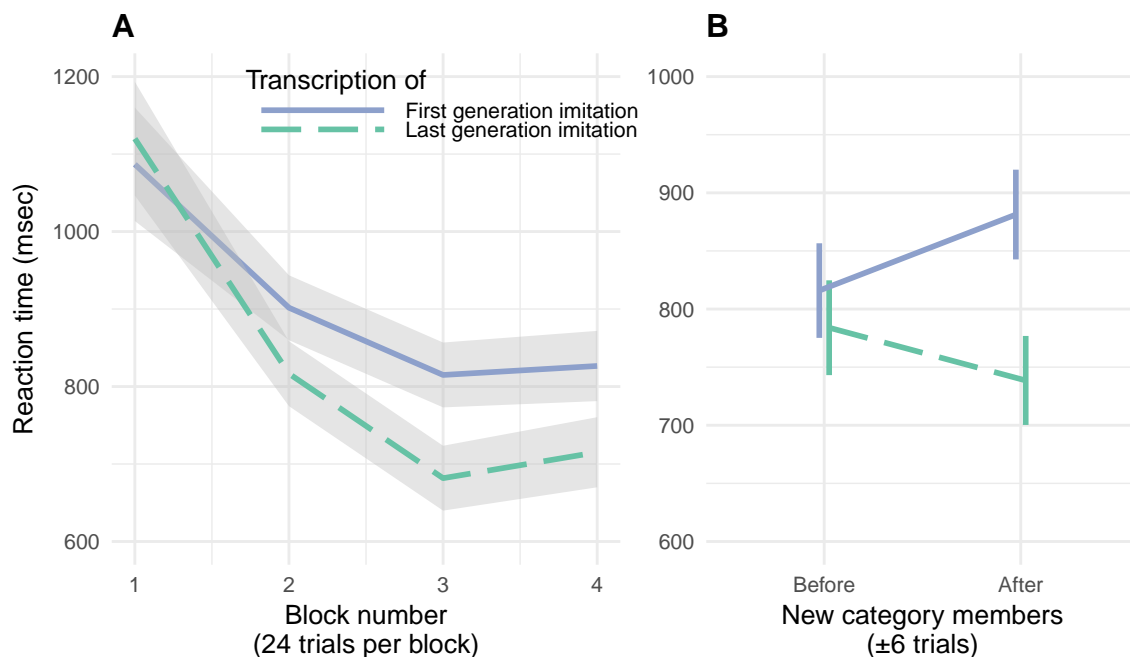 A
Transcription of
First generation imitation
Last generation imitation
Reaction time (msec)
1200
1000
800
600
1
2
3
4
Block number
(24 trials per block)
B
1000
900
800
700
600
Before
After
New category members
(±6 trials)